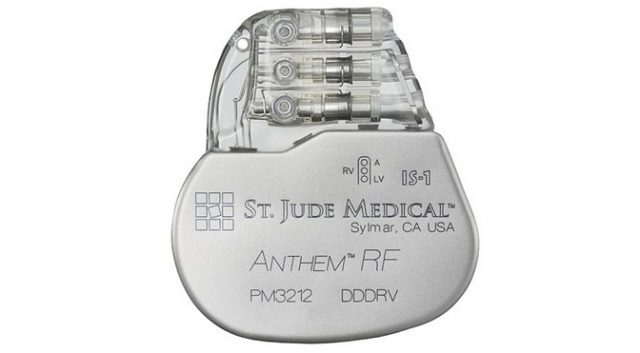 RV A
LV IS-1
ST. JUDE MEDICAL™
Sylmar, CA USA
ANTHEM™ RF
PM3212 DDDRV